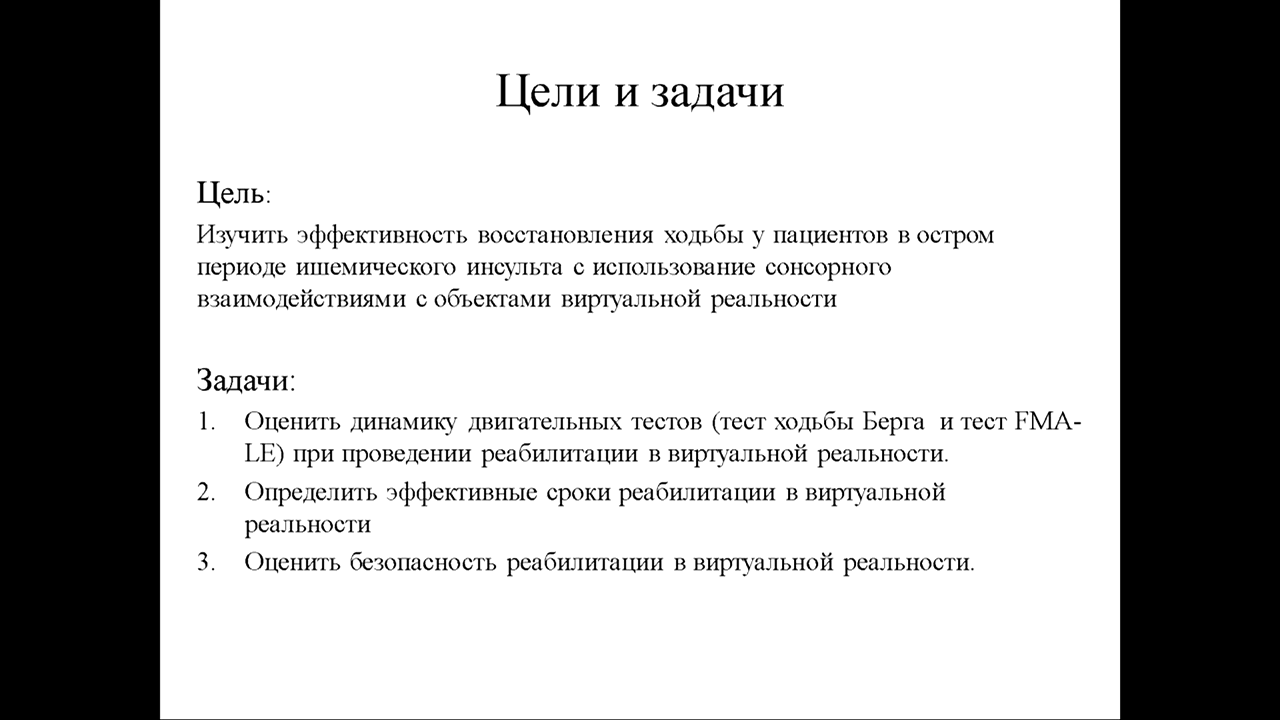 Цели и задачи
Цель:
Изучить эффективность восстановления ходьбы у пациентов в остром
периоде ишемического инсульта с использование сонсорного
взаимодействиями с объектами виртуальной реальности
Задачи:
1. Оценить динамику двигательных тестов (тест ходьбы Берга и тест FMA-
LE) при проведении реабилитации в виртуальной реальности.
2. Определить эффективные сроки реабилитации в виртуальной
реальности
3. Оценить безопасность реабилитации в виртуальной реальности.